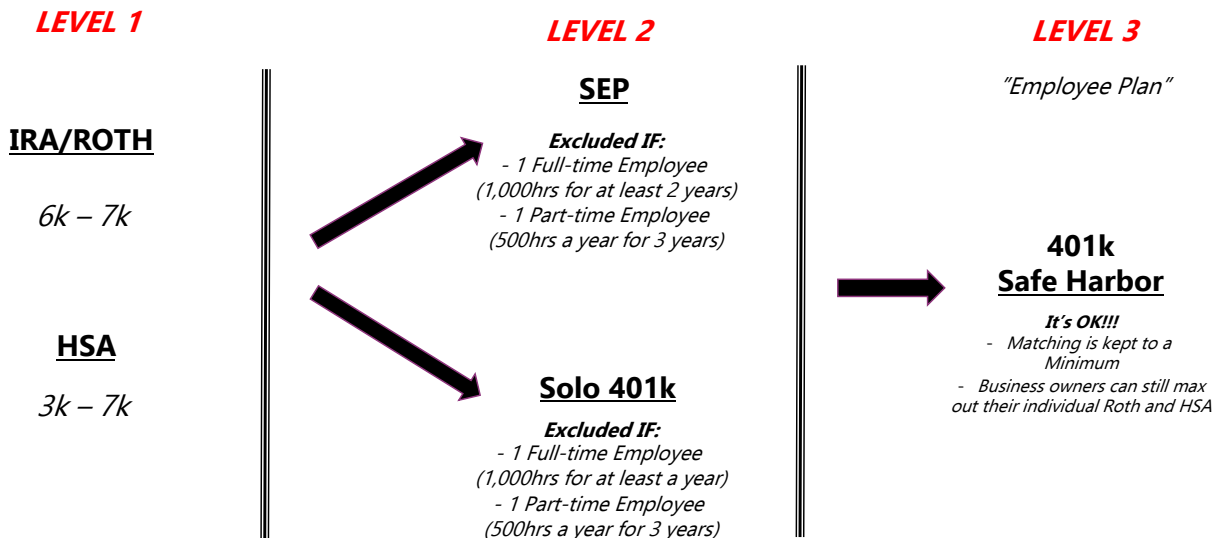 LEVEL 1
IRA/ROTH
6k – 7k
HSA
3k – 7k
LEVEL 2
SEP
Excluded IF:
- 1 Full-time Employee
(1,000hrs for at least 2 years)
- 1 Part-time Employee
(500hrs a year for 3 years)
Solo 401k
Excluded IF:
- 1 Full-time Employee
(1,000hrs for at least a year)
- 1 Part-time Employee
(500hrs a year for 3 years)
LEVEL 3
"Employee Plan"
401k
Safe Harbor
It's OK!!!
- Matching is kept to a
Minimum
- Business owners can still max
out their individual Roth and HSA